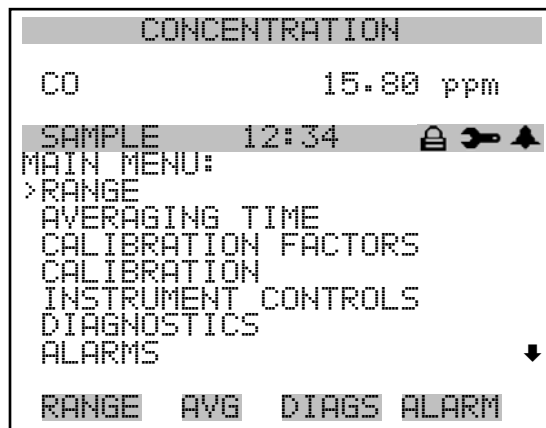 CONCENTRATION
CO 15.80 ppm
SAMPLE 12:34
MAIN MENU:
>RANGE
AVERAGING TIME
CALIBRATION FACTORS
CALIBRATION
INSTRUMENT CONTROLS
DIAGNOSTICS
ALARMS
RANGE AVG DIAGS ALARM